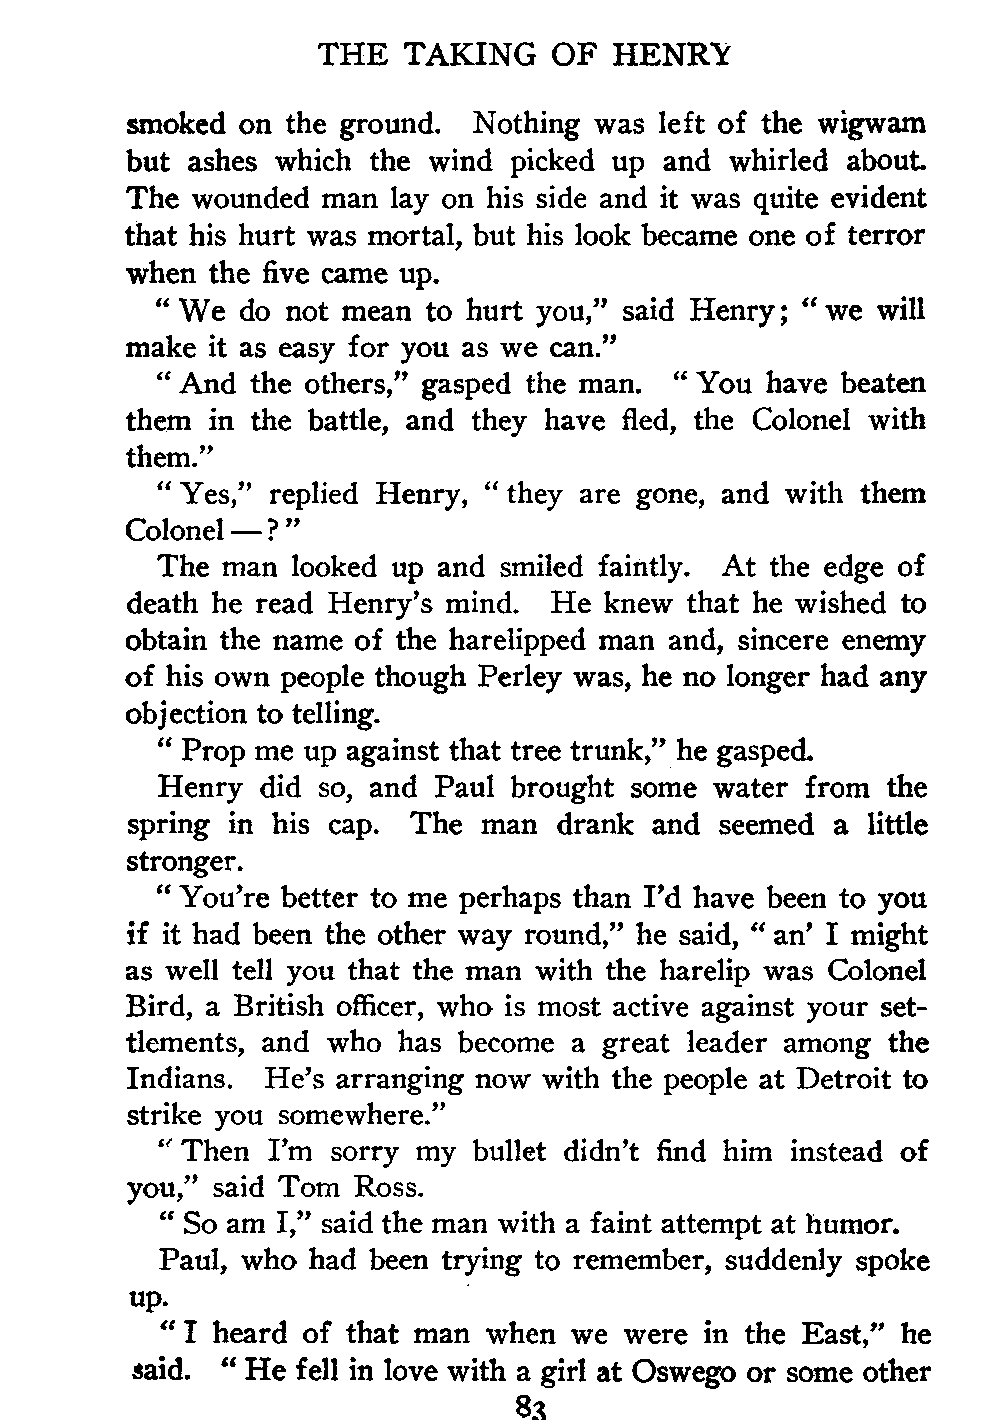 THE TAKING OF HENRY
smoked on the ground. Nothing was left of the wigwam
but ashes which the wind picked up and whirled about.
The wounded man lay on his side and it was quite evident
that his hurt was mortal, but his look became one of terror
when the five came up.
“ We do not mean to hurt you,” said Henry; “ we will
make it as easy for you as we can.”
“ And the others,” gasped the man. “ You have beaten
them in the battle, and they have fled, the Colonel with
them.”
“ Yes,” replied Henry, “ they are gone, and with them
Colonel — ? ”
The man looked up and smiled faintly. At the edge of
death he read Henry’s mind. He knew that he wished to
obtain the name of the harelipped man and, sincere enemy
of his own people though Perley was, he no longer had any
objection to telling.
“ Prop me up against that tree trunk,” he gasped.
Henry did so, and Paul brought some water from the
spring in his cap. The man drank and seemed a little
stronger.
“ You’re better to me perhaps than I’d have been to you
if it had been the other way round,” he said, “ an’ I might
as well tell you that the man with the harelip was Colonel
Bird, a British officer, who is most active against your set-
tlements, and who has become a great leader among the
Indians. He’s arranging now with the people at Detroit to
strike you somewhere.”
“ Then I’m sorry my bullet didn’t find him instead of
you,” said Tom Ross.
“ So am I,” said the man with a faint attempt at humor.
Paul, who had been trying to remember, suddenly spoke
up.
“ I heard of that man when we were in the East,” he
said. “ He fell in love with a girl at Oswego or some other
83